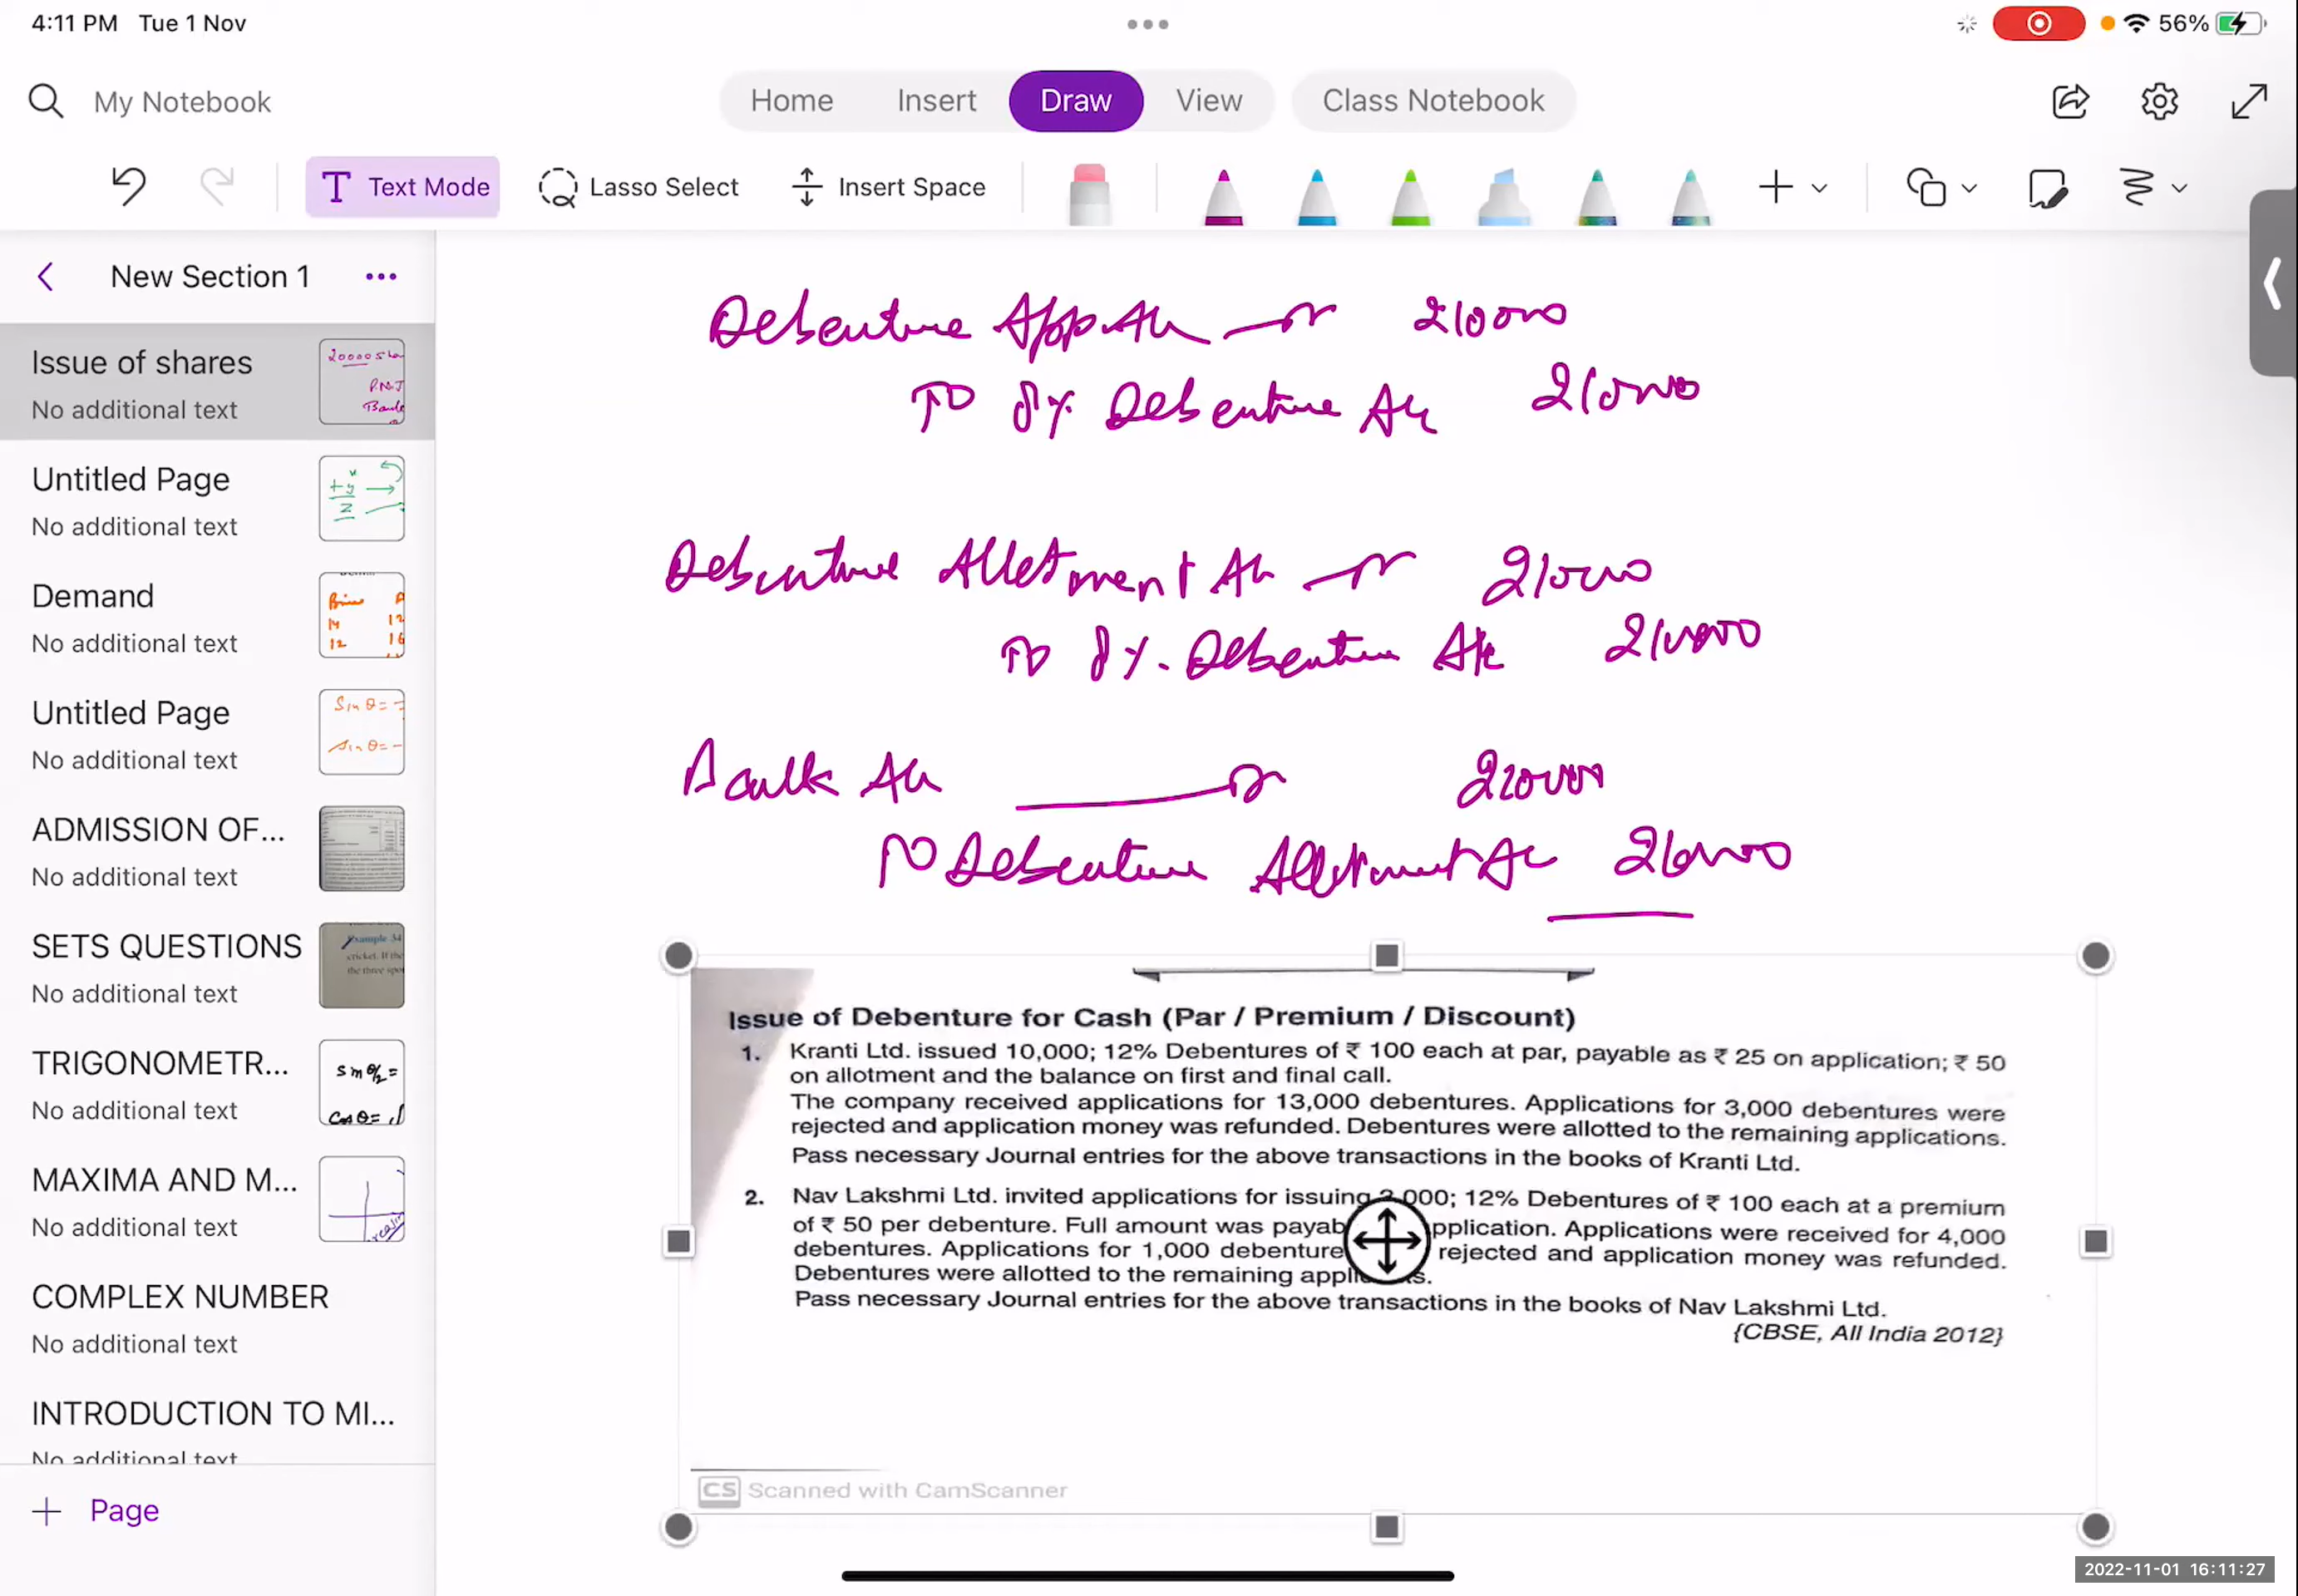 4:11 PM Tue 1 Nov
56%
My Notebook
Home Insert Draw View Class Notebook
Text Mode Lasso Select Insert Space
New Section 1
Issue of shares
No additional text
Untitled Page
No additional text
Demand
No additional text
Untitled Page
No additional text
ADMISSION OF...
No additional text
SETS QUESTIONS
No additional text
TRIGONOMETR...
No additional text
MAXIMA AND M...
No additional text
COMPLEX NUMBER
No additional text
INTRODUCTION TO MI...
No additional text
+ Page
Debenture App A/c Dr
To 8% Debenture A/c
Debenture Allotment A/c Dr
To 8% Debenture A/c
Bank A/c Dr
To Debenture Allotment A/c
Issue of Debenture for Cash (Par / Premium / Discount)
1. Kranti Ltd. issued 10,000; 12% Debentures of ₹ 100 each at par, payable as ₹ 25 on application; ₹ 50
on allotment and the balance on first and final call.
The company received applications for 13,000 debentures. Applications for 3,000 debentures were
rejected and application money was refunded. Debentures were allotted to the remaining applications.
Pass necessary Journal entries for the above transactions in the books of Kranti Ltd.
2. Nav Lakshmi Ltd. invited applications for issuing 12% Debentures of ₹ 100 each at a premium
of ₹ 50 per debenture. Full amount was Applications were received for 4,000
debentures. Applications for 1,000 rejected and application money was refunded.
Debentures were allotted to the remaining
Pass necessary Journal entries for the above transactions in the books of Nav Lakshmi Ltd.
{CBSE, All India 2012}
CS Scanned with CamScanner
2022-11-01 16:11:27